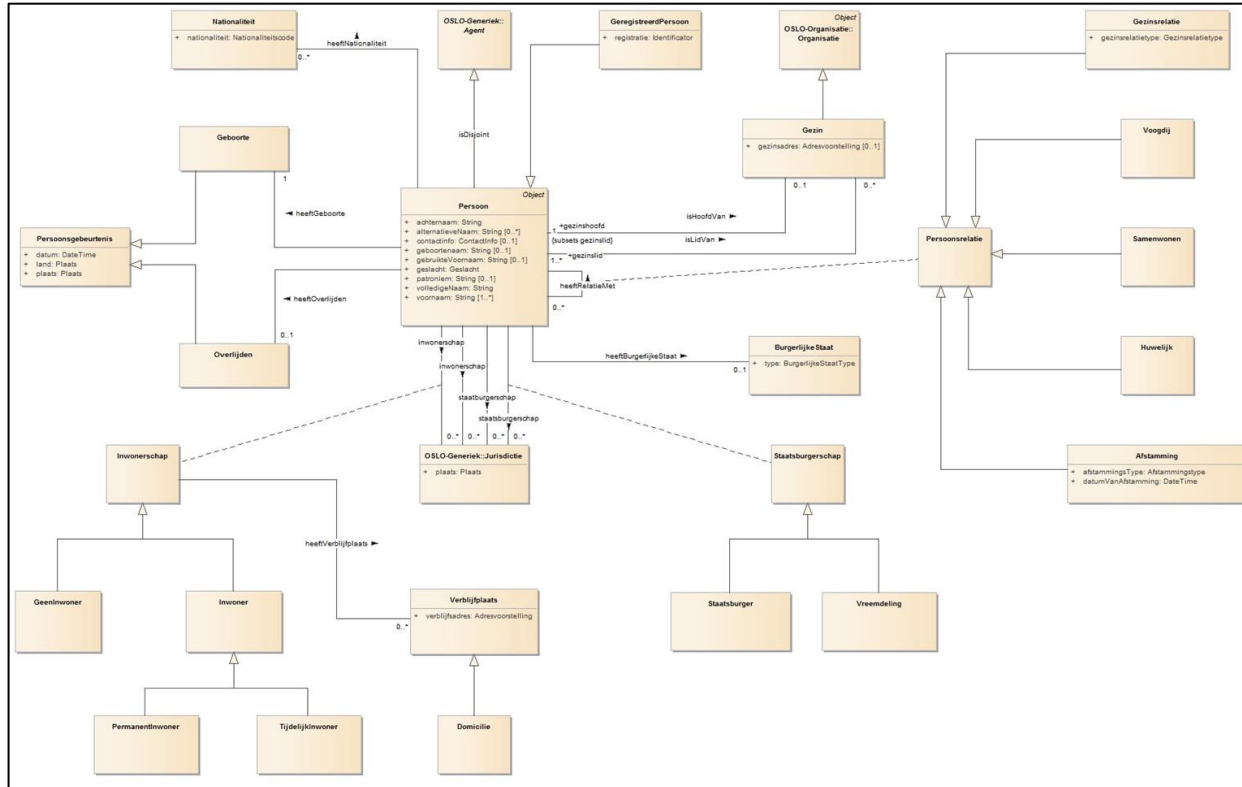 Nationaliteit
+ nationaliteit: Nationaliteitscode
heeftNationaliteit
0..*
OSLO-Generiek::
Agent
isDisjoint
GeregistreerdPersoon
+ registratie: Identificator
Object
OSLO-Organisatie::
Organisatie
Gezinsrelatie
+ gezinsrelatietype: Gezinsrelatietype
Geboorte
1
heeftGeboorte
Gezin
+ gezinsadres: Adresvoorstelling [0..1]
0..1
0..*
Voogdij
Persoonsgebeurtenis
+ datum: DateTime
+ land: Plaats
+ plaats: Plaats
Object
Persoon
+ achternaam: String
+ alternatieveNaam: String [0..*]
+ contactinfo: ContactInfo [0..1]
+ geboortenaam: String [0..1]
+ gebruikteVoornaam: String [0..1]
+ geslacht: Geslacht
+ patroniem: String [0..1]
+ volledigeNaam: String
+ voornaam: String [1..*]
+gezinshoofd
isHoofdVan
1
{subsets gezinslid}
isLidVan
1..*
+gezinslid
heeftRelatieMet
0..*
Persoonsrelatie
Samenwonen
heeftOverlijden
0..1
Overlijden
inwonerschap
inwonerschap
staatburgerschap
staatsburgerschap
0..*
0..*
0..*
0..*
heeftBurgerlijkeStaat
0..1
BurgerlijkeStaat
+ type: BurgerlijkeStaatType
Huwelijk
Inwonerschap
OSLO-Generiek::Jurisdictie
+ plaats: Plaats
Staatsburgerschap
Afstamming
+ afstammingsType: Afstammingstype
+ datumVanAfstamming: DateTime
heeftVerblijfplaats
0..*
GeenInwoner
Inwoner
Verblijfplaats
+ verblijfsadres: Adresvoorstelling
Staatsburger
Vreemdeling
PermanentInwoner
TijdelijkInwoner
Domicilie